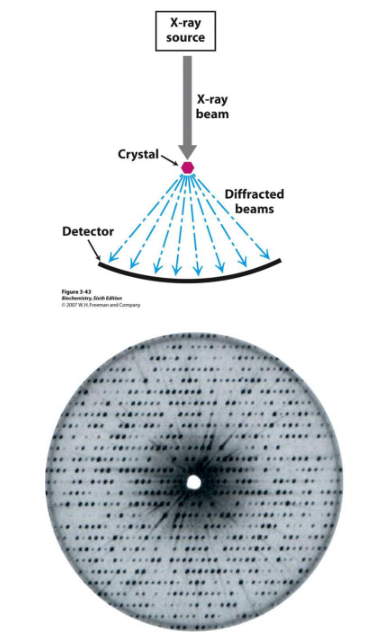 X-ray
source
X-ray
beam
Crystal
Diffracted
beams
Detector
Figure 3-43
Biochemistry, Sixth Edition
© 2007 W.H. Freeman and Company